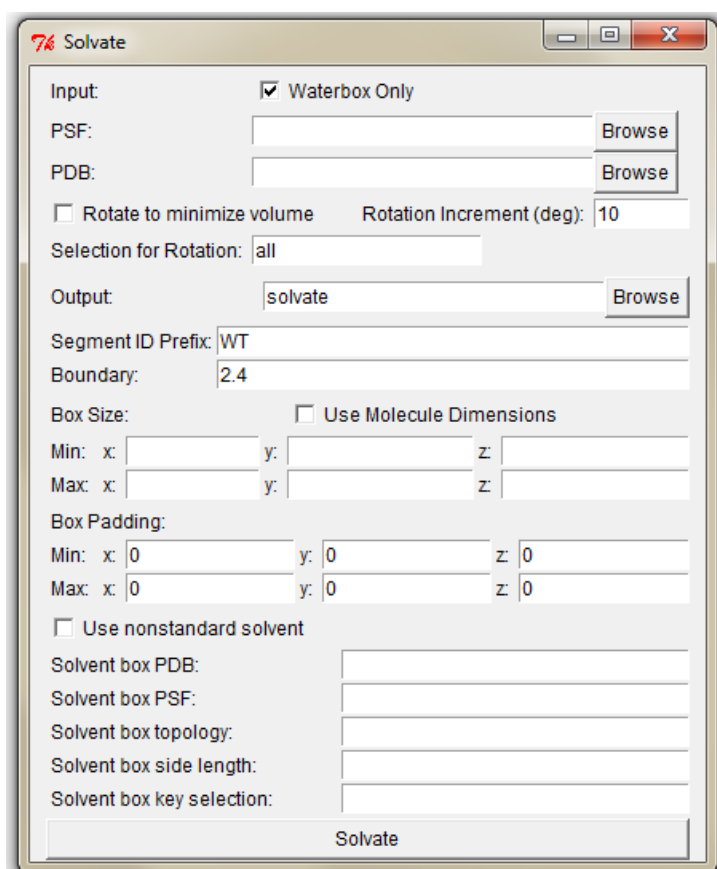 Solvate
Input: Waterbox Only
PSF: Browse
PDB: Browse
Rotate to minimize volume Rotation Increment (deg): 10
Selection for Rotation: all
Output: solvate Browse
Segment ID Prefix: WT
Boundary: 2.4
Box Size: Use Molecule Dimensions
Min: x: y: z:
Max: x: y: z:
Box Padding:
Min: x: 0 y: 0 z: 0
Max: x: 0 y: 0 z: 0
Use nonstandard solvent
Solvent box PDB:
Solvent box PSF:
Solvent box topology:
Solvent box side length:
Solvent box key selection:
Solvate